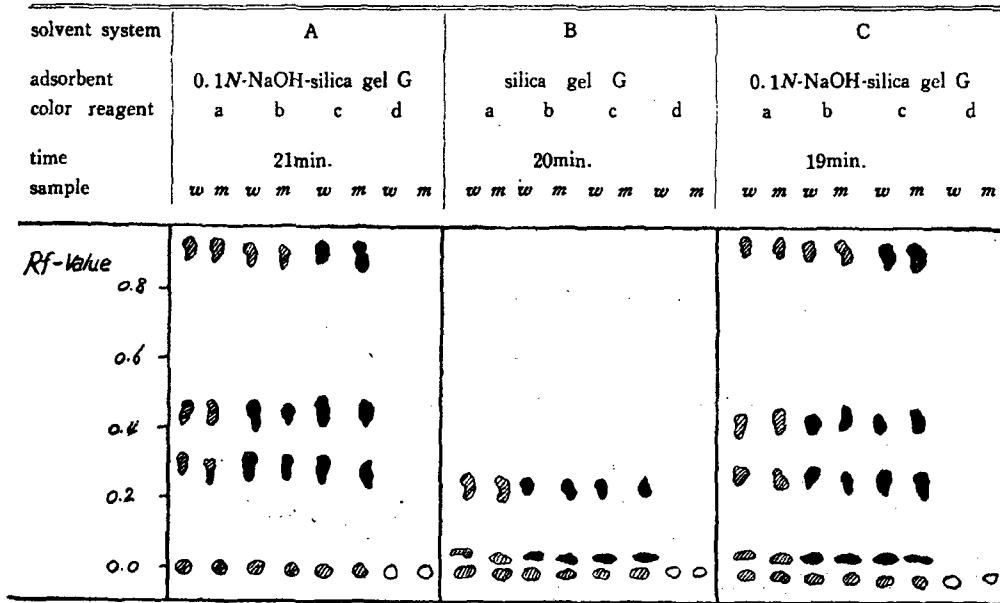 solvent system A B C
adsorbent 0.1N-NaOH-silica gel G silica gel G 0.1N-NaOH-silica gel G
color reagent a b c d a b c d a b c d
time 21min. 20min. 19min.
sample w m w m w m w m w m w m w m w m w m w m w m w m
Rf-Value
0.8
0.6
0.4
0.2
0.0